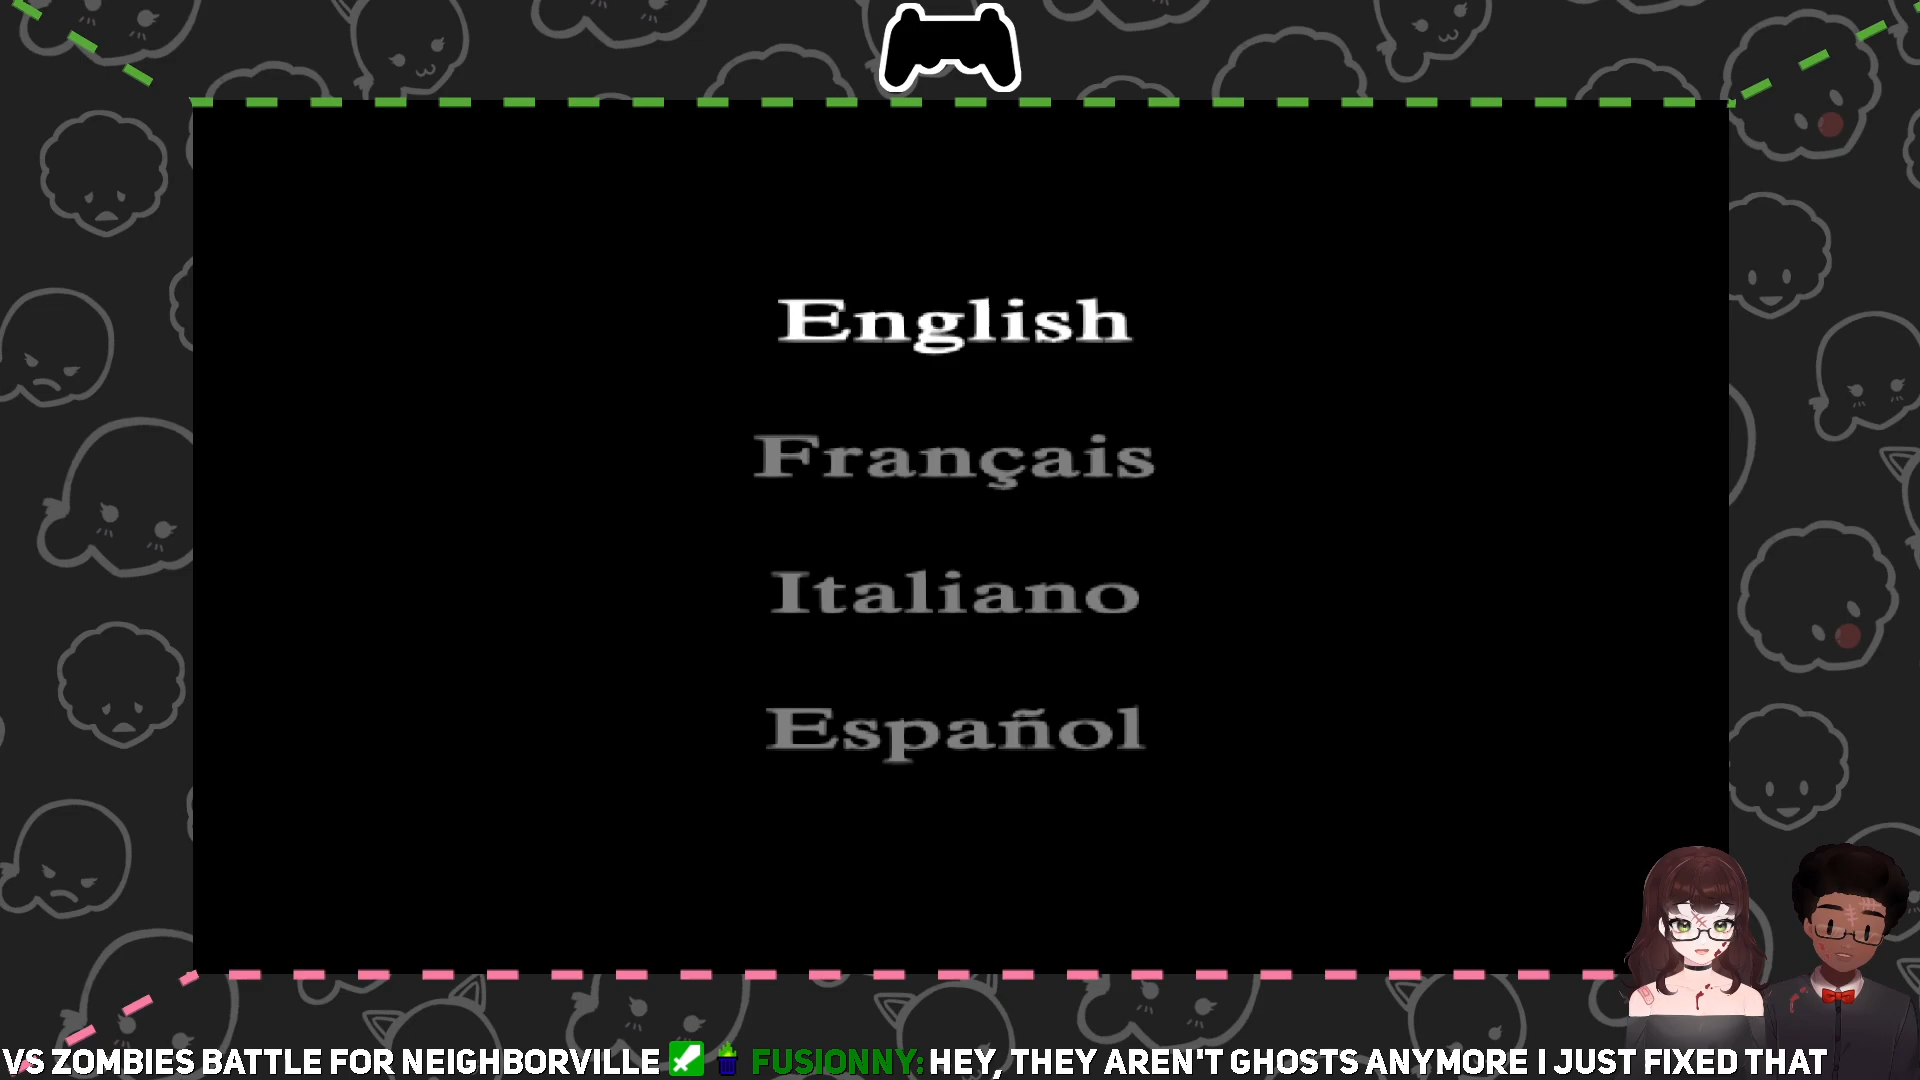 English
Français
Italiano
Español
VS ZOMBIES BATTLE FOR NEIGHBORVILLE FUSIONNY: HEY, THEY AREN'T GHOSTS ANYMORE I JUST FIXED THAT